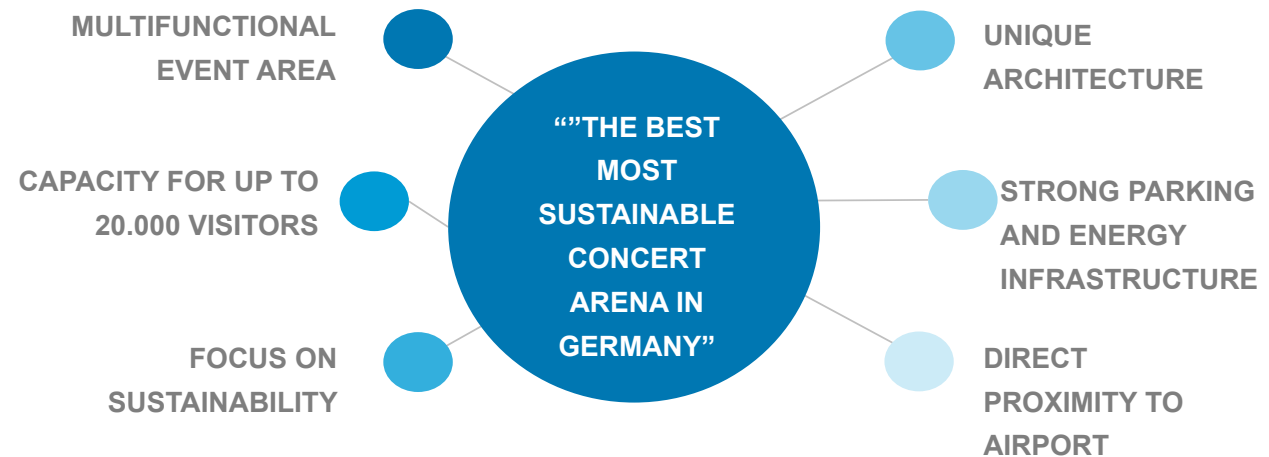 MULTIFUNCTIONAL
EVENT AREA
CAPACITY FOR UP TO
20.000 VISITORS
FOCUS ON
SUSTAINABILITY
“”THE BEST
MOST
SUSTAINABLE
CONCERT
ARENA IN
GERMANY”
UNIQUE
ARCHITECTURE
STRONG PARKING
AND ENERGY
INFRASTRUCTURE
DIRECT
PROXIMITY TO
AIRPORT